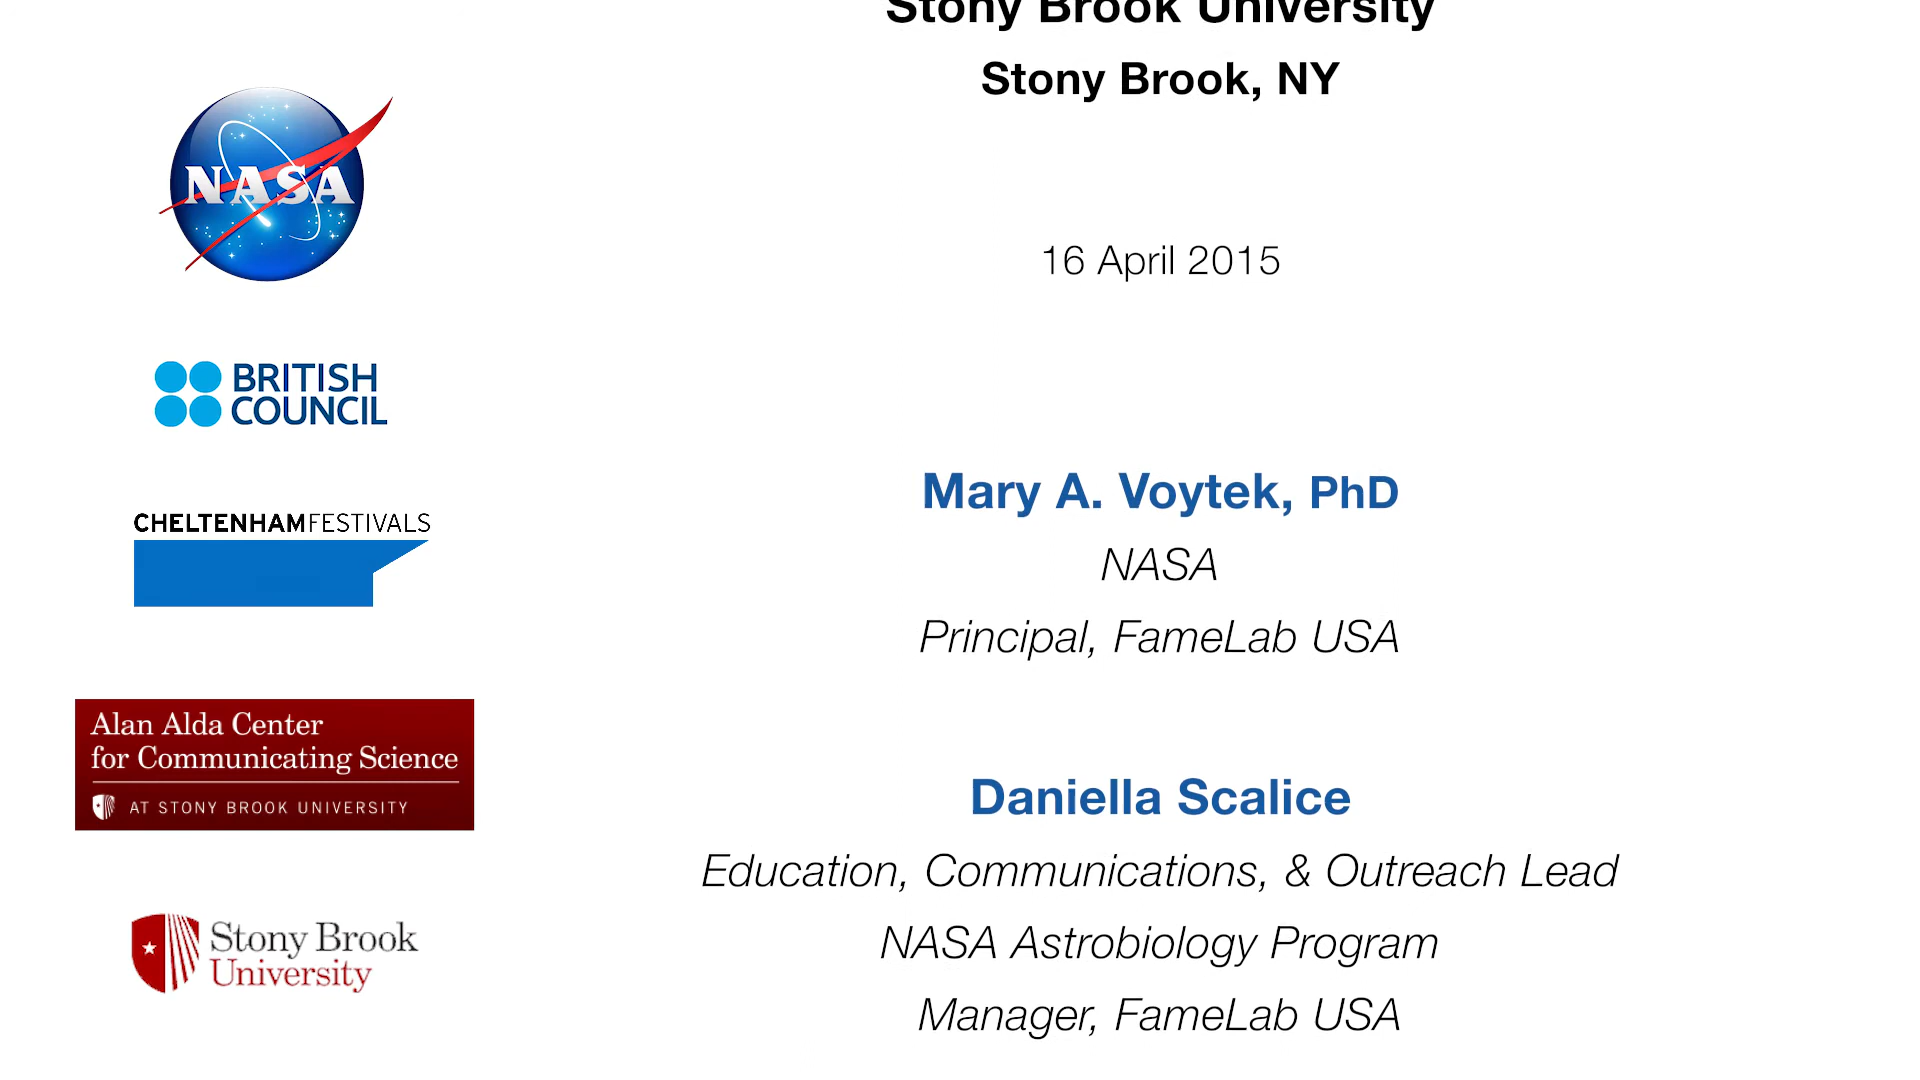 Stony Brook University
Stony Brook, NY
NASA
16 April 2015
BRITISH
COUNCIL
Mary A. Voytek, PhD
CHELTENHAMFESTIVALS
NASA
Principal, FameLab USA
Alan Alda Center
for Communicating Science
AT STONY BROOK UNIVERSITY
Daniella Scalice
Education, Communications, & Outreach Lead
Stony Brook
University
NASA Astrobiology Program
Manager, FameLab USA